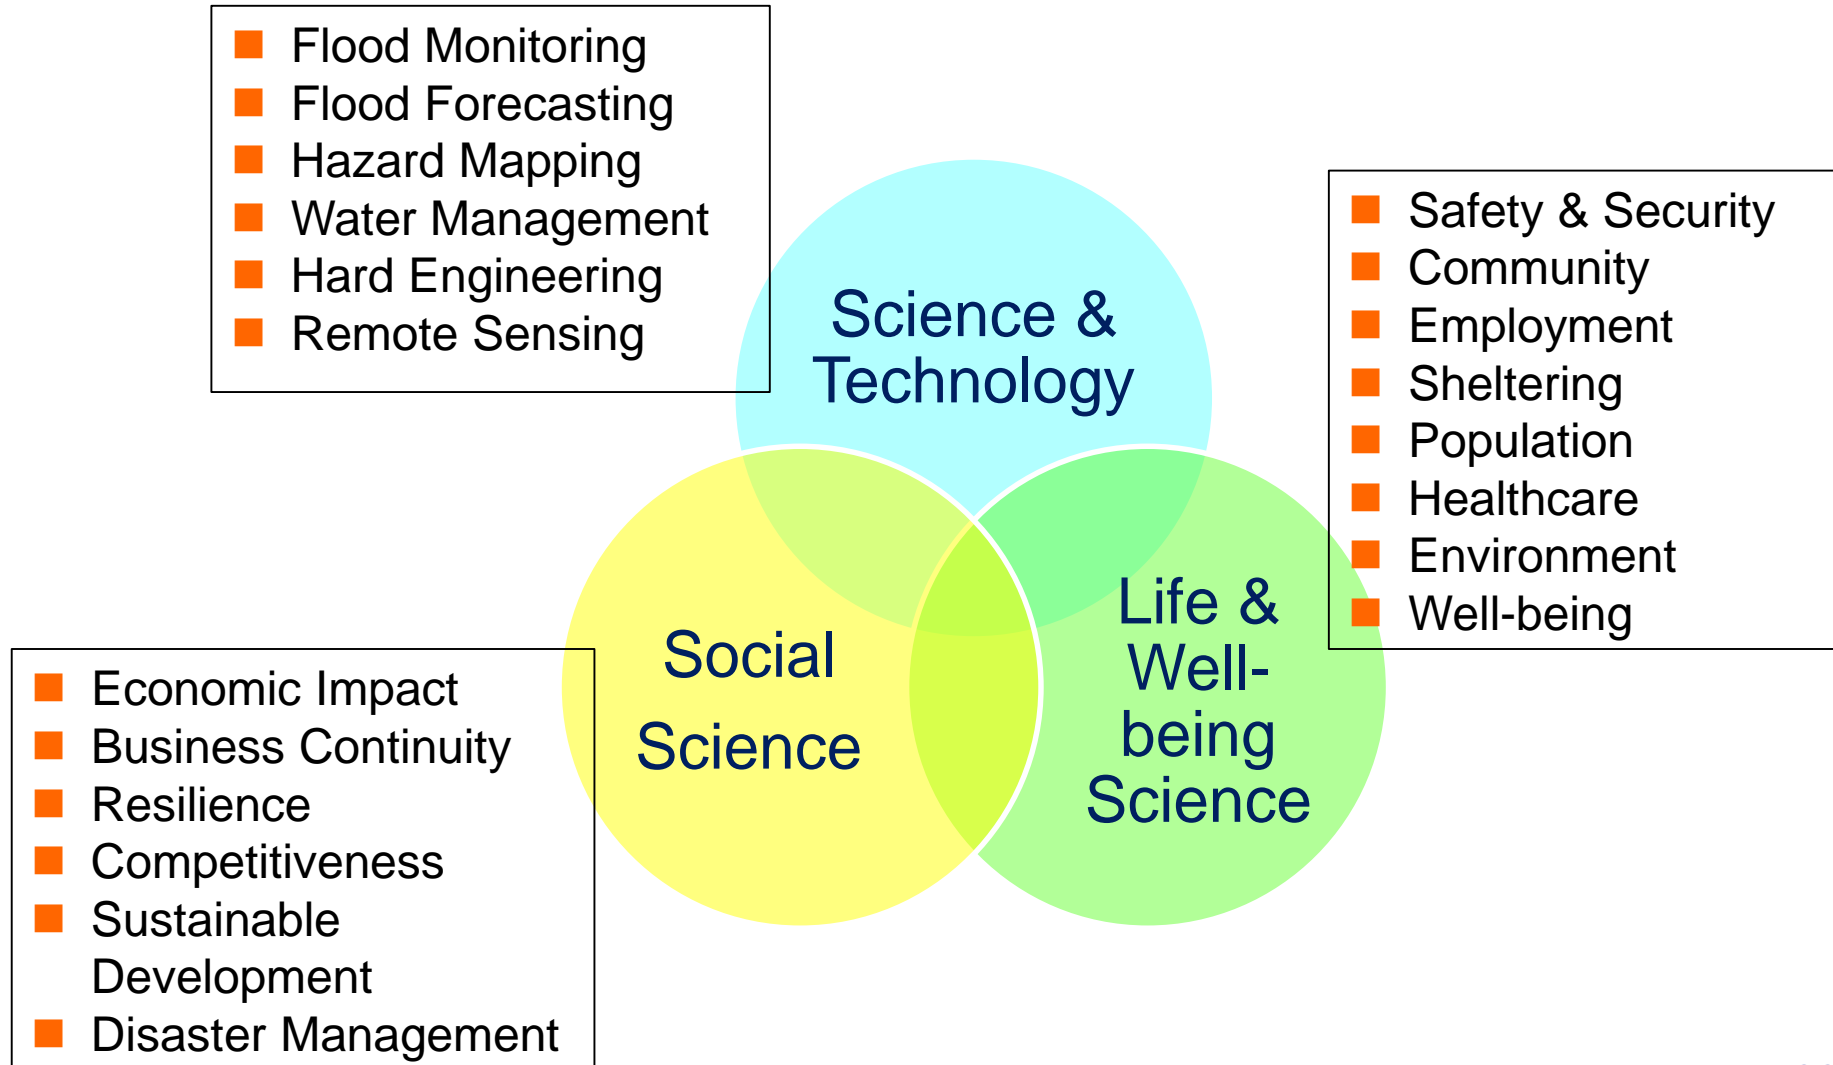 Flood Monitoring
Flood Forecasting
Hazard Mapping
Water Management
Hard Engineering
Remote Sensing
Science &
Technology
Safety & Security
Community
Employment
Sheltering
Population
Healthcare
Environment
Well-being
Social
Science
Life &
Well-
being
Science
Economic Impact
Business Continuity
Resilience
Competitiveness
Sustainable
Development
Disaster Management